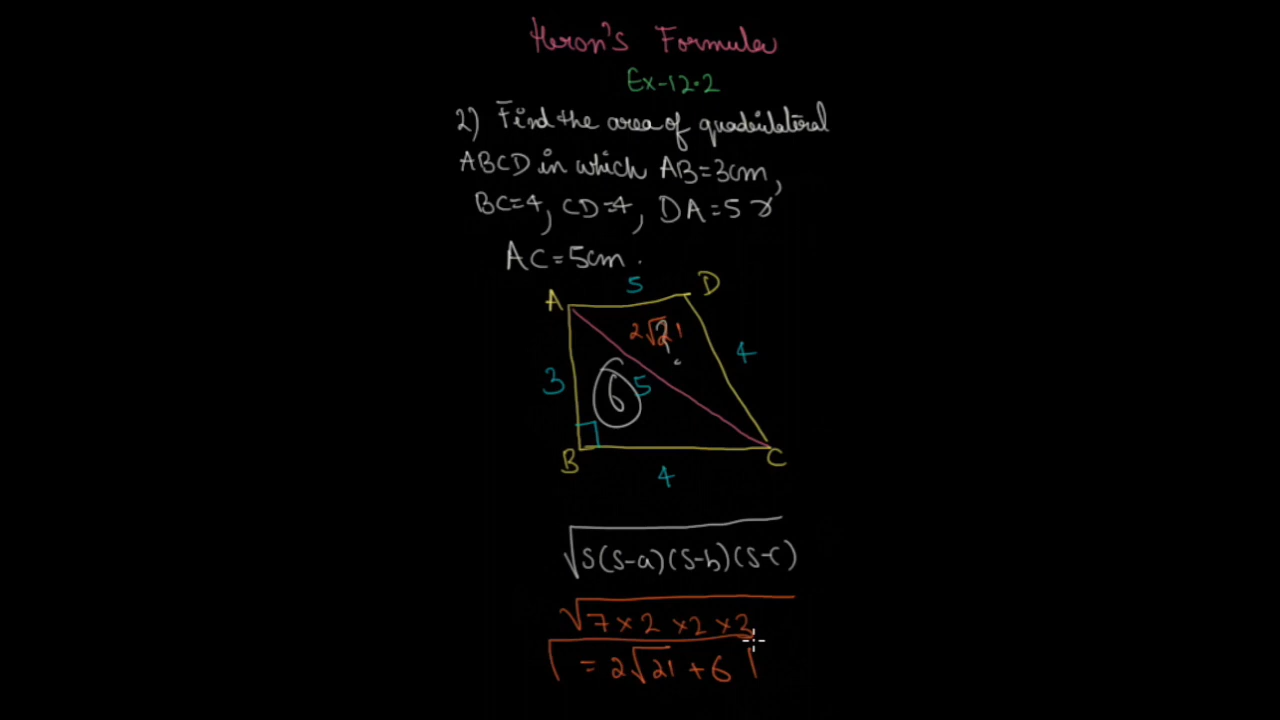 Heron's Formula
Ex-12.2
2) Find the area of quadrilateral
ABCD in which AB=3cm,
BC=4, CD=4, DA=5 &
AC=5cm.
5
A
D
2√21
?
4
3
6
5
B
C
4
√S(S-a)(S-b)(S-c)
√7×2×2×3
=2√21+6